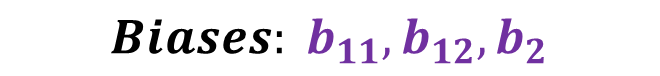 Biases: b₁₁, b₁₂, b₂